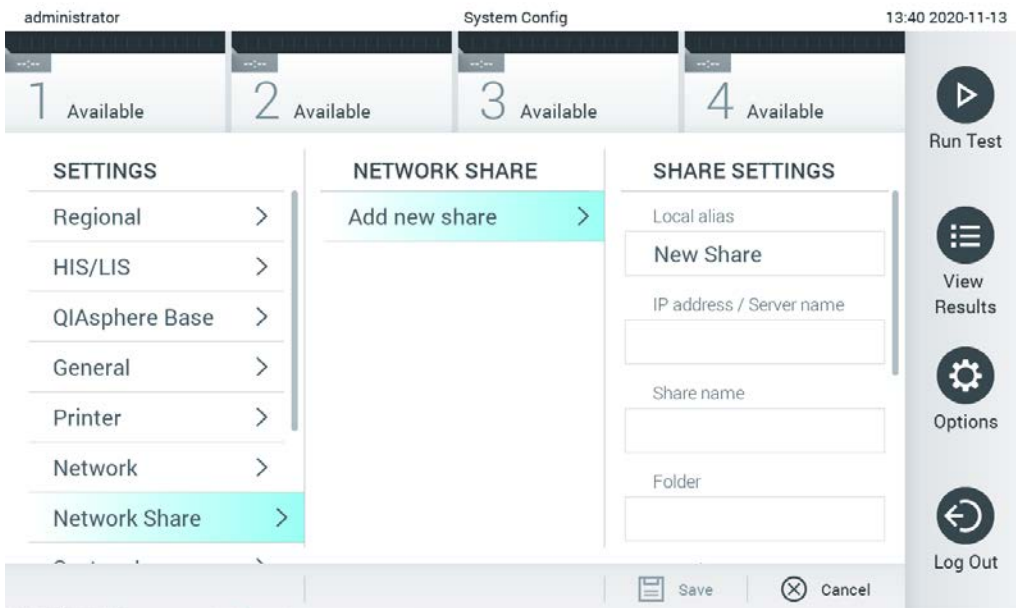 administrator System Config 13:40 2020-11-13
--:-- --:-- --:-- --:--
1 Available 2 Available 3 Available 4 Available
Run Test
SETTINGS
Regional
HIS/LIS
QIAsphere Base
General
Printer
Network
Network Share
NETWORK SHARE
Add new share
SHARE SETTINGS
Local alias
New Share
IP address / Server name
Share name
Folder
View
Results
Options
Log Out
Save Cancel